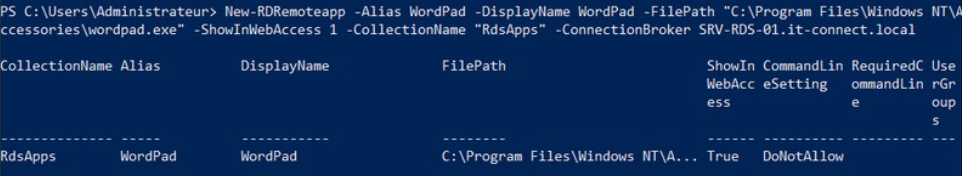 PS C:\Users\Administrateur> New-RDRemoteapp -Alias WordPad -DisplayName WordPad -FilePath "C:\Program Files\Windows NT\A
ccessories\wordpad.exe" -ShowInWebAccess 1 -CollectionName "RdsApps" -ConnectionBroker SRV-RDS-01.it-connect.local
CollectionName Alias DisplayName FilePath ShowIn CommandLin RequiredC Use
WebAcc eSetting ommandLin rGr
ess e oup
s
-------------- ----- ----------- -------- ------ ---------- --------- ---
RdsApps WordPad WordPad C:\Program Files\Windows NT\A... True DoNotAllow